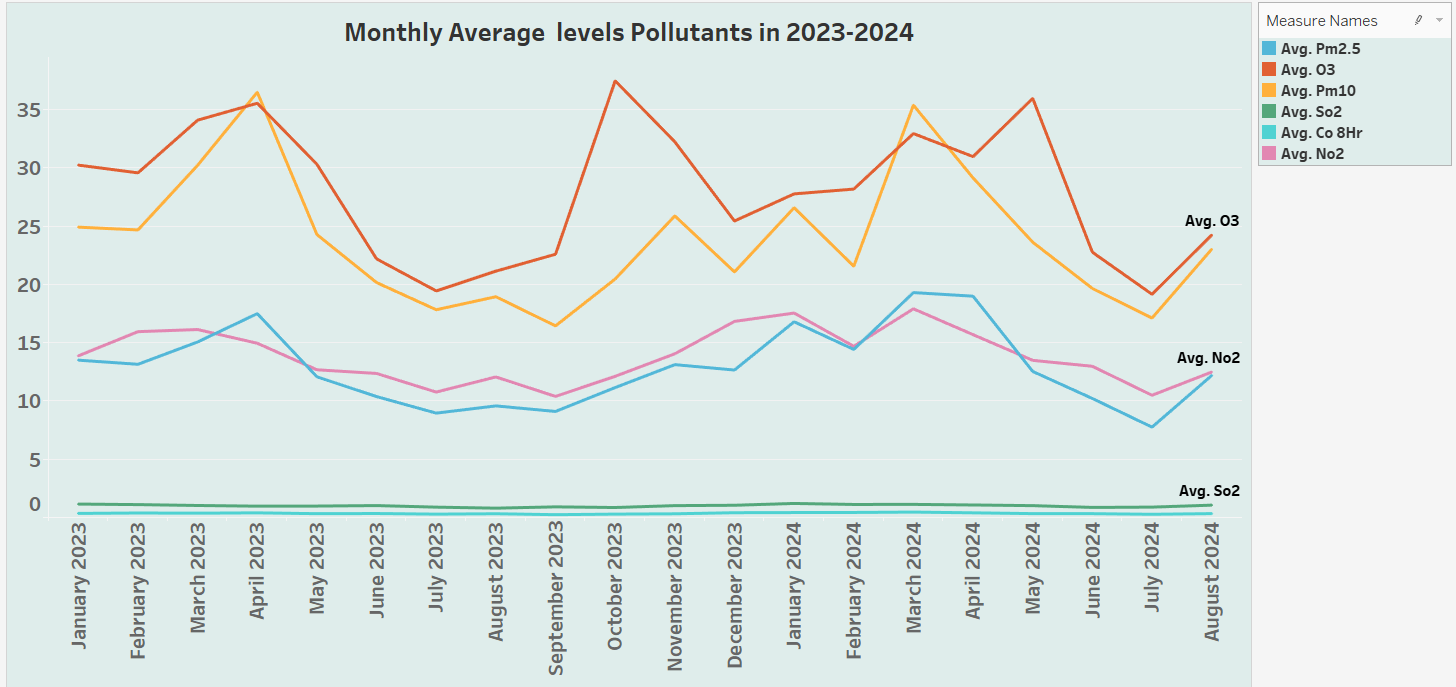 Monthly Average  levels Pollutants in 2023-2024
Measure Names
Avg. Pm2.5
Avg. O3
Avg. Pm10
Avg. So2
Avg. Co 8Hr
Avg. No2
35
30
25
20
15
10
5
0
Avg. O3
Avg. No2
Avg. So2
January 2023
February 2023
March 2023
April 2023
May 2023
June 2023
July 2023
August 2023
September 2023
October 2023
November 2023
December 2023
January 2024
February 2024
March 2024
April 2024
May 2024
June 2024
July 2024
August 2024